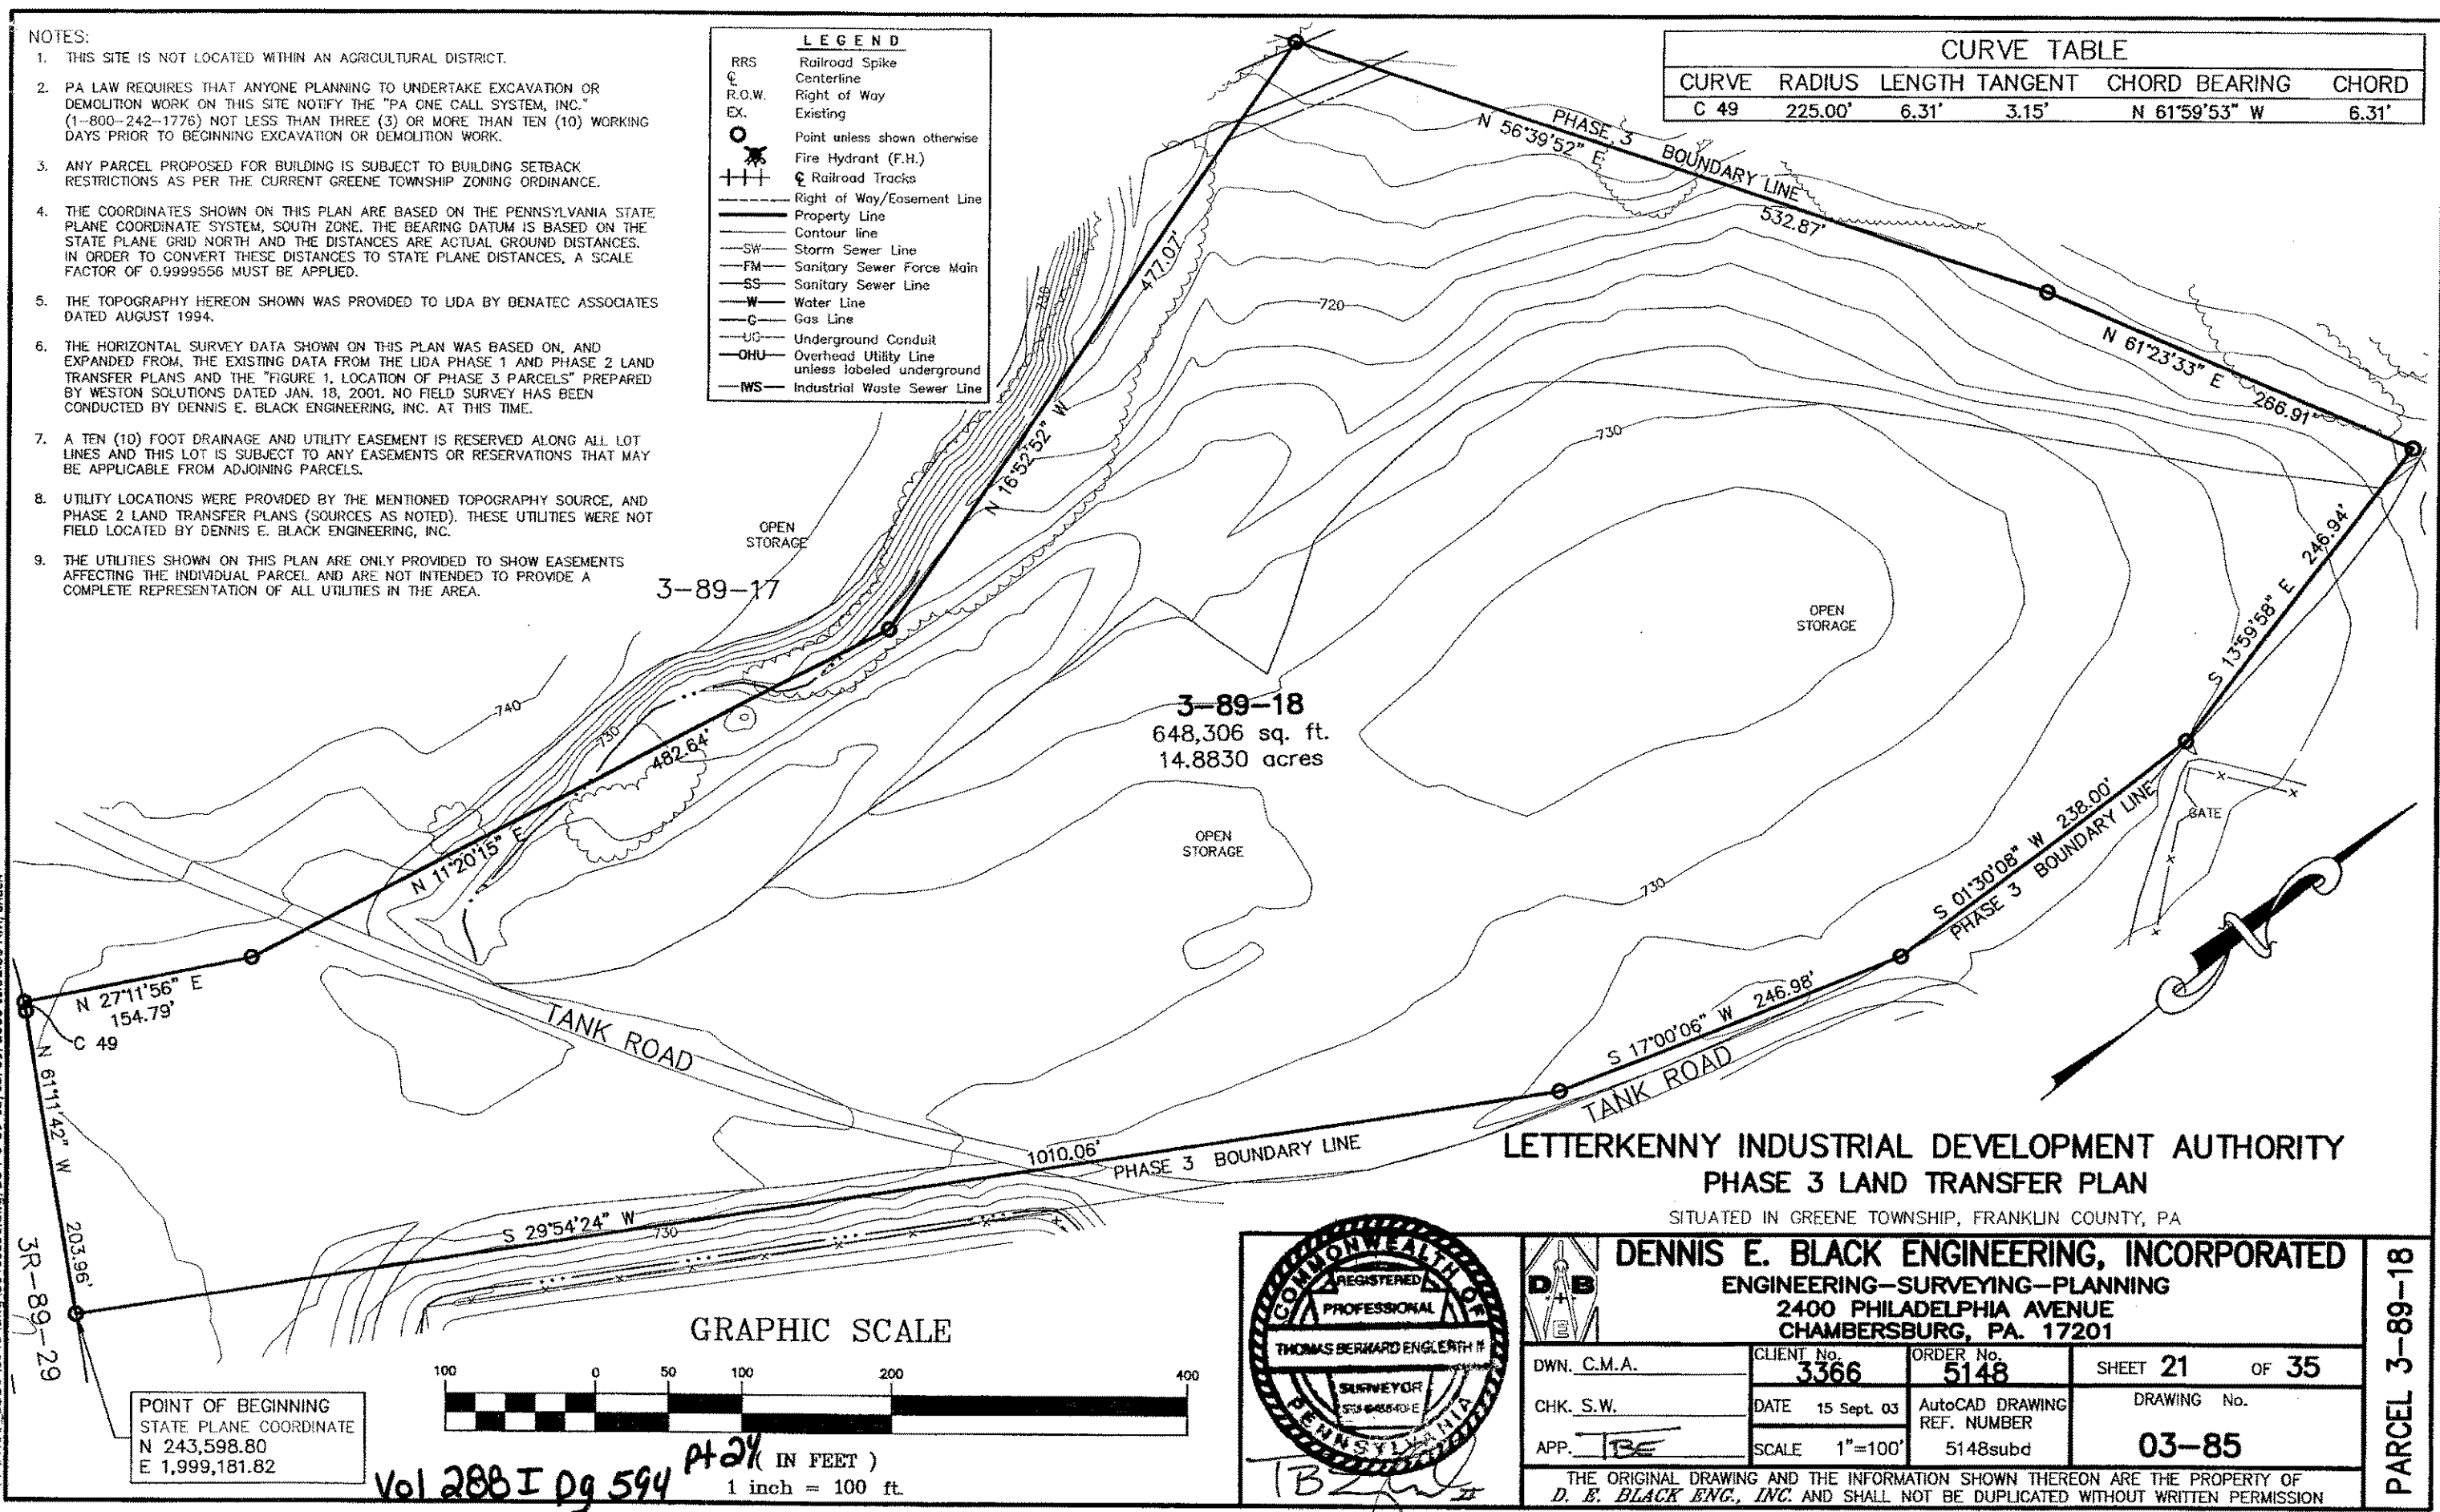 NOTES:
1. THIS SITE IS NOT LOCATED WITHIN AN AGRICULTURAL DISTRICT.
2. PA LAW REQUIRES THAT ANYONE PLANNING TO UNDERTAKE EXCAVATION OR
DEMOLITION WORK ON THIS SITE NOTIFY THE "PA ONE CALL SYSTEM, INC."
(1-800-242-1776) NOT LESS THAN THREE (3) OR MORE THAN TEN (10) WORKING
DAYS PRIOR TO BEGINNING EXCAVATION OR DEMOLITION WORK.
3. ANY PARCEL PROPOSED FOR BUILDING IS SUBJECT TO BUILDING SETBACK
RESTRICTIONS AS PER THE CURRENT GREENE TOWNSHIP ZONING ORDINANCE.
4. THE COORDINATES SHOWN ON THIS PLAN ARE BASED ON THE PENNSYLVANIA STATE
PLANE COORDINATE SYSTEM, SOUTH ZONE. THE BEARING DATUM IS BASED ON THE
STATE PLANE GRID NORTH AND THE DISTANCES ARE ACTUAL GROUND DISTANCES.
IN ORDER TO CONVERT THESE DISTANCES TO STATE PLANE DISTANCES, A SCALE
FACTOR OF 0.9999556 MUST BE APPLIED.
5. THE TOPOGRAPHY HEREON SHOWN WAS PROVIDED TO LIDA BY BENATEC ASSOCIATES
DATED AUGUST 1994.
6. THE HORIZONTAL SURVEY DATA SHOWN ON THIS PLAN WAS BASED ON, AND
EXPANDED FROM, THE EXISTING DATA FROM THE LIDA PHASE 1 AND PHASE 2 LAND
TRANSFER PLANS AND THE "FIGURE 1, LOCATION OF PHASE 3 PARCELS" PREPARED
BY WESTON SOLUTIONS DATED JAN. 18, 2001. NO FIELD SURVEY HAS BEEN
CONDUCTED BY DENNIS E. BLACK ENGINEERING, INC. AT THIS TIME.
7. A TEN (10) FOOT DRAINAGE AND UTILITY EASEMENT IS RESERVED ALONG ALL LOT
LINES AND THIS LOT IS SUBJECT TO ANY EASEMENTS OR RESERVATIONS THAT MAY
BE APPLICABLE FROM ADJOINING PARCELS.
8. UTILITY LOCATIONS WERE PROVIDED BY THE MENTIONED TOPOGRAPHY SOURCE, AND
PHASE 2 LAND TRANSFER PLANS (SOURCES AS NOTED). THESE UTILITIES WERE NOT
FIELD LOCATED BY DENNIS E. BLACK ENGINEERING, INC.
9. THE UTILITIES SHOWN ON THIS PLAN ARE ONLY PROVIDED TO SHOW EASEMENTS
AFFECTING THE INDIVIDUAL PARCEL AND ARE NOT INTENDED TO PROVIDE A
COMPLETE REPRESENTATION OF ALL UTILITIES IN THE AREA.
LEGEND
RRS Railroad Spike
℄ Centerline
R.O.W. Right of Way
EX. Existing
Point unless shown otherwise
Fire Hydrant (F.H.)
℄ Railroad Tracks
Right of Way/Easement Line
Property Line
Contour line
SW Storm Sewer Line
FM Sanitary Sewer Force Main
SS Sanitary Sewer Line
W Water Line
G Gas Line
UG Underground Conduit
OHU Overhead Utility Line
unless labeled underground
IWS Industrial Waste Sewer Line
CURVE TABLE
CURVE RADIUS LENGTH TANGENT CHORD BEARING CHORD
C 49 225.00' 6.31' 3.15' N 61°59'53" W 6.31'
PHASE 3 BOUNDARY LINE
N 56°39'52" E
532.87'
N 61°23'33" E
266.91'
477.07'
N 16°52'52" W
730
720
730
OPEN
STORAGE
3-89-17
740
730
482.64'
N 11°20'15" E
OPEN
STORAGE
S 13°59'58" E 246.94'
3-89-18
648,306 sq. ft.
14.8830 acres
OPEN
STORAGE
730
GATE
S 01°30'08" W 238.00'
PHASE 3 BOUNDARY LINE
N 27°11'56" E
154.79'
C 49
TANK ROAD
N 61°11'42" W
203.96'
3R-89-29
S 17°00'06" W 246.98'
TANK ROAD
1010.06'
PHASE 3 BOUNDARY LINE
S 29°54'24" W
730
POINT OF BEGINNING
STATE PLANE COORDINATE
N 243,598.80
E 1,999,181.82
GRAPHIC SCALE
100 0 50 100 200 400
( IN FEET )
1 inch = 100 ft.
Vol 288 I pg 594 pt 24
COMMONWEALTH OF
REGISTERED
PROFESSIONAL
THOMAS BERNARD ENGLERTH II
SURVEYOR
PENNSYLVANIA
LETTERKENNY INDUSTRIAL DEVELOPMENT AUTHORITY
PHASE 3 LAND TRANSFER PLAN
SITUATED IN GREENE TOWNSHIP, FRANKLIN COUNTY, PA
D B E
DENNIS E. BLACK ENGINEERING, INCORPORATED
ENGINEERING-SURVEYING-PLANNING
2400 PHILADELPHIA AVENUE
CHAMBERSBURG, PA. 17201
DWN. C.M.A.
CHK. S.W.
APP. TBE
CLIENT No.
3366
ORDER No.
5148
SHEET 21 OF 35
DATE 15 Sept. 03
AutoCAD DRAWING
REF. NUMBER
5148subd
DRAWING No.
03-85
SCALE 1"=100'
THE ORIGINAL DRAWING AND THE INFORMATION SHOWN THEREON ARE THE PROPERTY OF
D. E. BLACK ENG., INC. AND SHALL NOT BE DUPLICATED WITHOUT WRITTEN PERMISSION
PARCEL 3-89-18